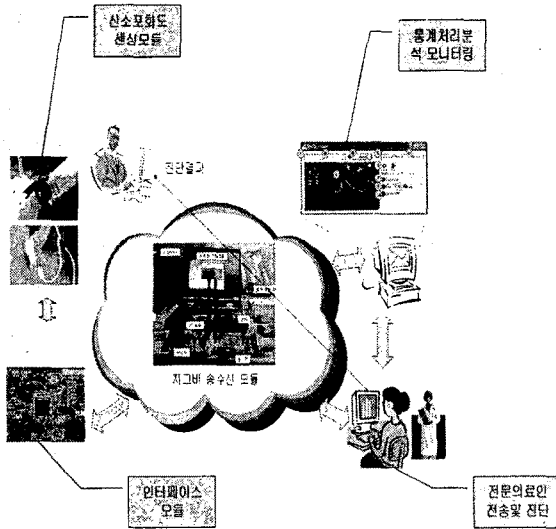 산소포화도
센싱모듈
통계처리분
석 모니터링
진단결과
지그비 송수신 모듈
인터페이스
모듈
전문의료인
전송및 진단